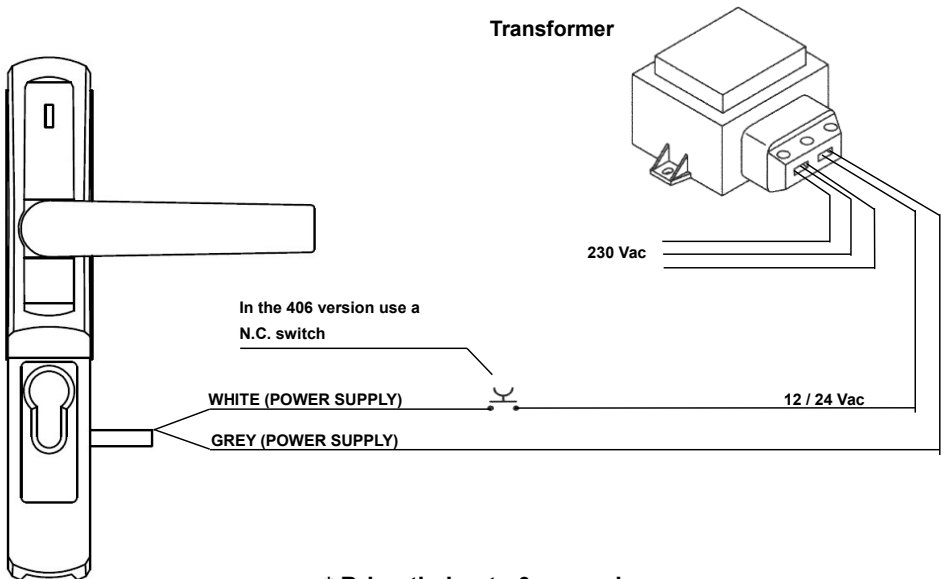 Transformer
230 Vac
In the 406 version use a
N.C. switch
WHITE (POWER SUPPLY)
12 / 24 Vac
GREY (POWER SUPPLY)